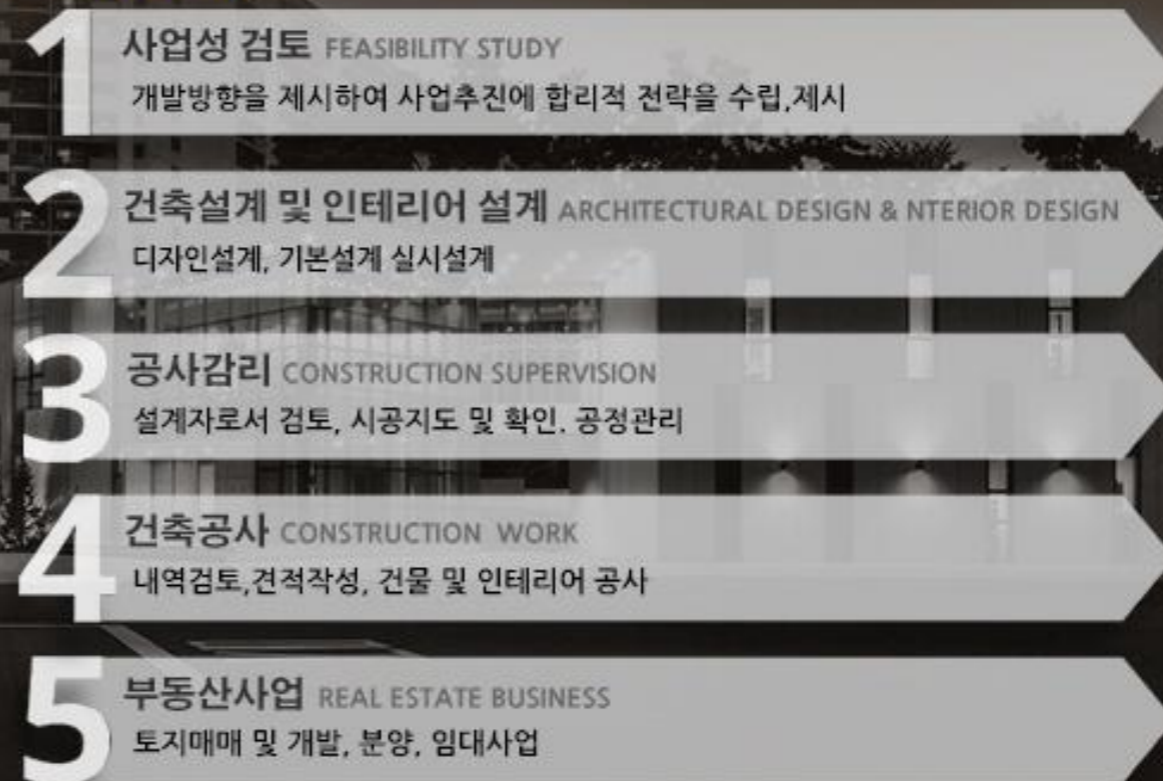 1
사업성 검토 FEASIBILITY STUDY
개발방향을 제시하여 사업추진에 합리적 전략을 수립,제시
2
건축설계 및 인테리어 설계 ARCHITECTURAL DESIGN & NTERIOR DESIGN
디자인설계, 기본설계 실시설계
3
공사감리 CONSTRUCTION SUPERVISION
설계자로서 검토, 시공지도 및 확인. 공정관리
4
건축공사 CONSTRUCTION WORK
내역검토,견적작성, 건물 및 인테리어 공사
5
부동산사업 REAL ESTATE BUSINESS
토지매매 및 개발, 분양, 임대사업